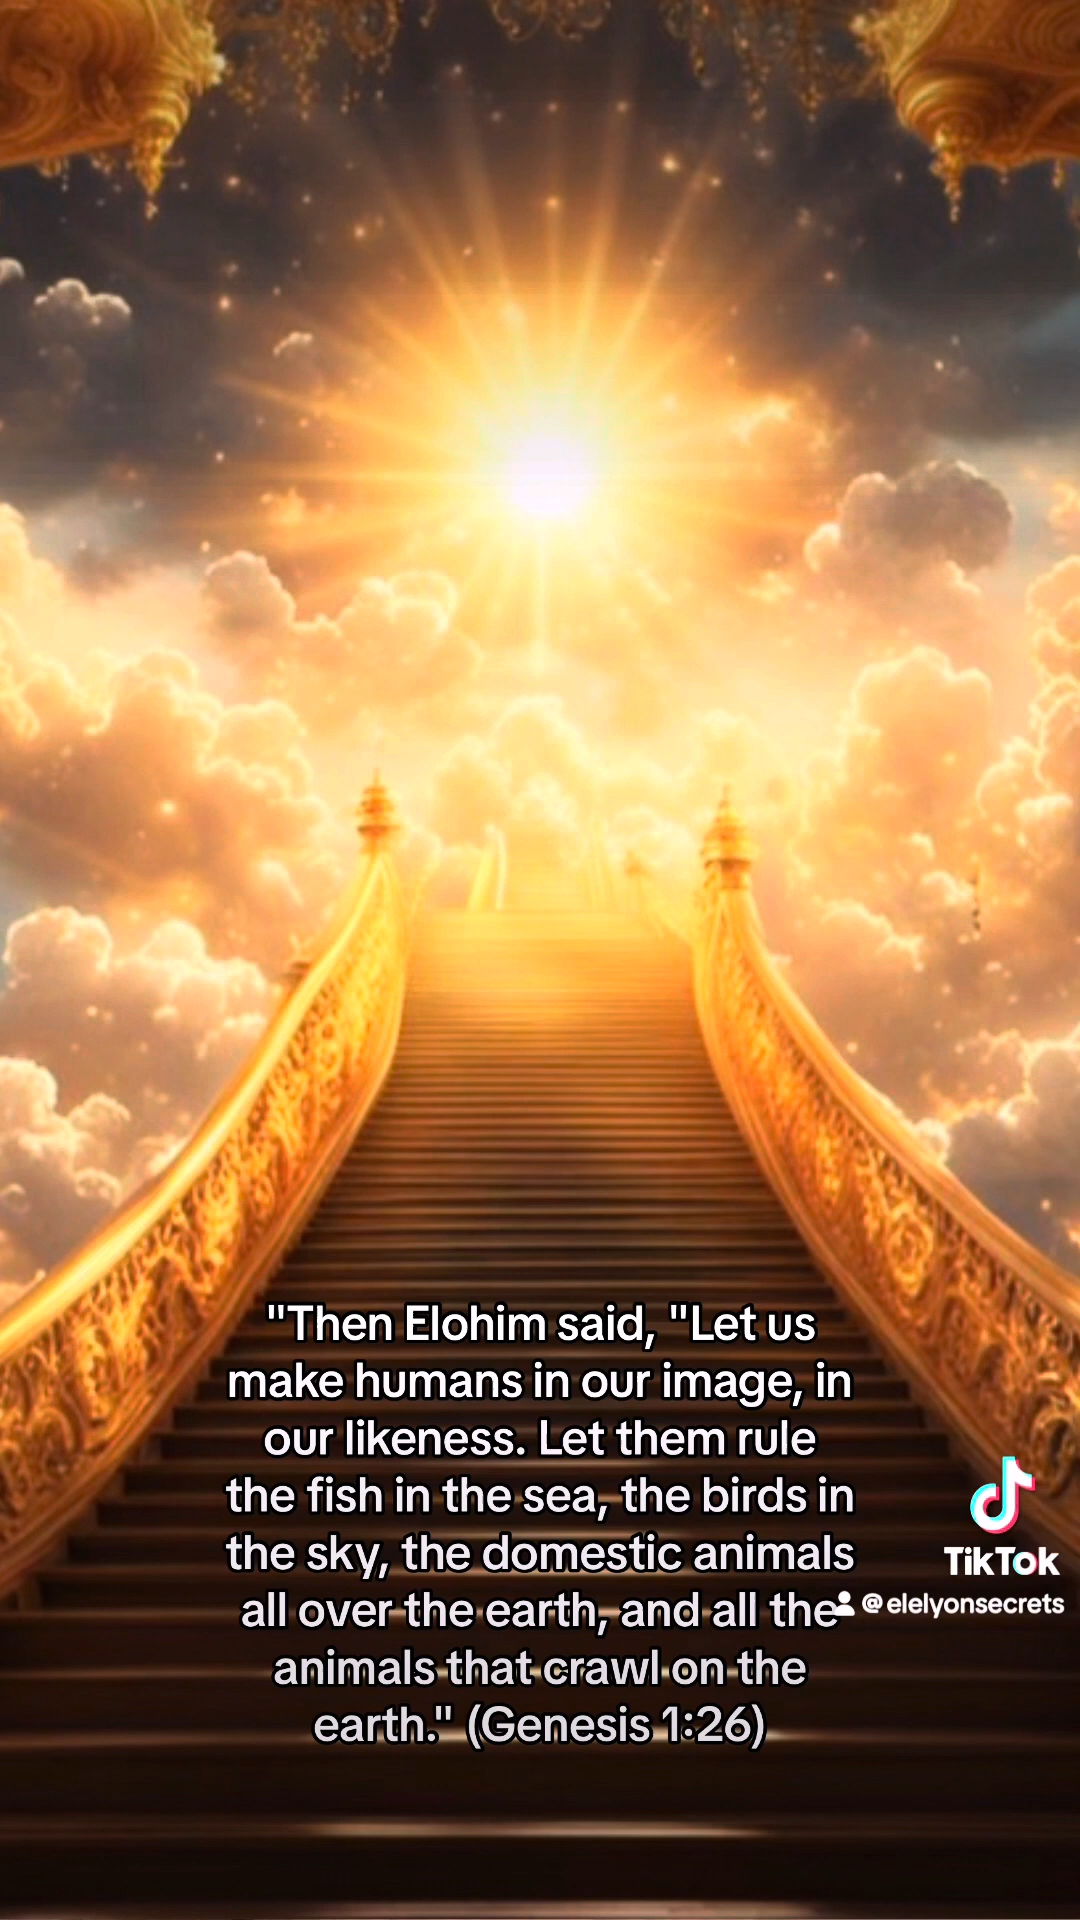 "Then Elohim said, "Let us
make humans in our image, in
our likeness. Let them rule
the fish in the sea, the birds in
the sky, the domestic animals
all over the earth, and all the
animals that crawl on the
earth." (Genesis 1:26)
TikTok
@elelyonsecrets